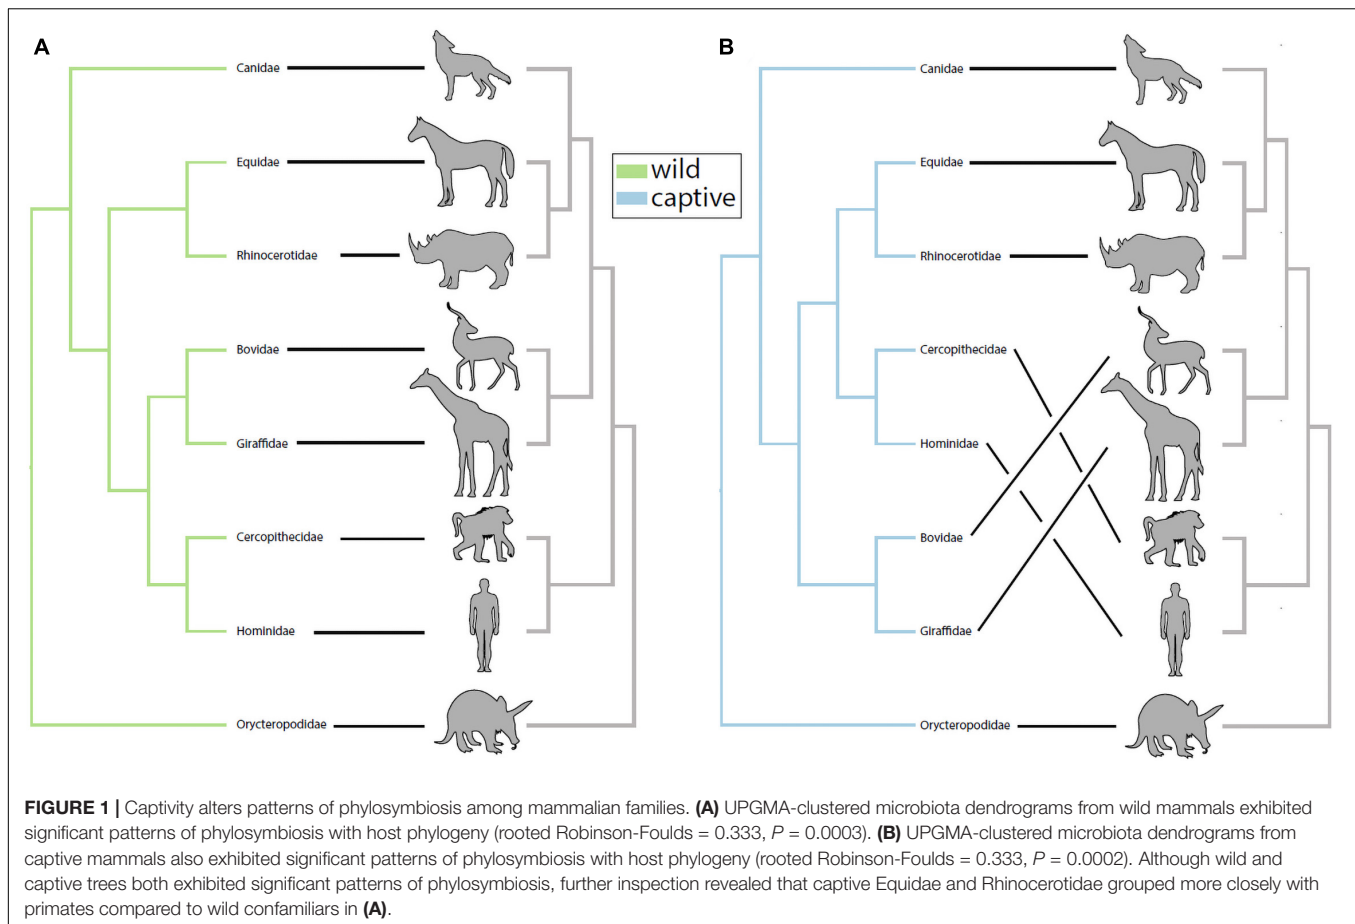 A
Canidae
Equidae
Rhinocerotidae
Bovidae
Giraffidae
Cercopithecidae
Hominidae
Orycteropodidae
wild
captive
B
Canidae
Equidae
Rhinocerotidae
Cercopithecidae
Hominidae
Bovidae
Giraffidae
Orycteropodidae
FIGURE 1 | Captivity alters patterns of phylosymbiosis among mammalian families. (A) UPGMA-clustered microbiota dendrograms from wild mammals exhibited
significant patterns of phylosymbiosis with host phylogeny (rooted Robinson-Foulds = 0.333, P = 0.0003). (B) UPGMA-clustered microbiota dendrograms from
captive mammals also exhibited significant patterns of phylosymbiosis with host phylogeny (rooted Robinson-Foulds = 0.333, P = 0.0002). Although wild and
captive trees both exhibited significant patterns of phylosymbiosis, further inspection revealed that captive Equidae and Rhinocerotidae grouped more closely with
primates compared to wild confamiliars in (A).